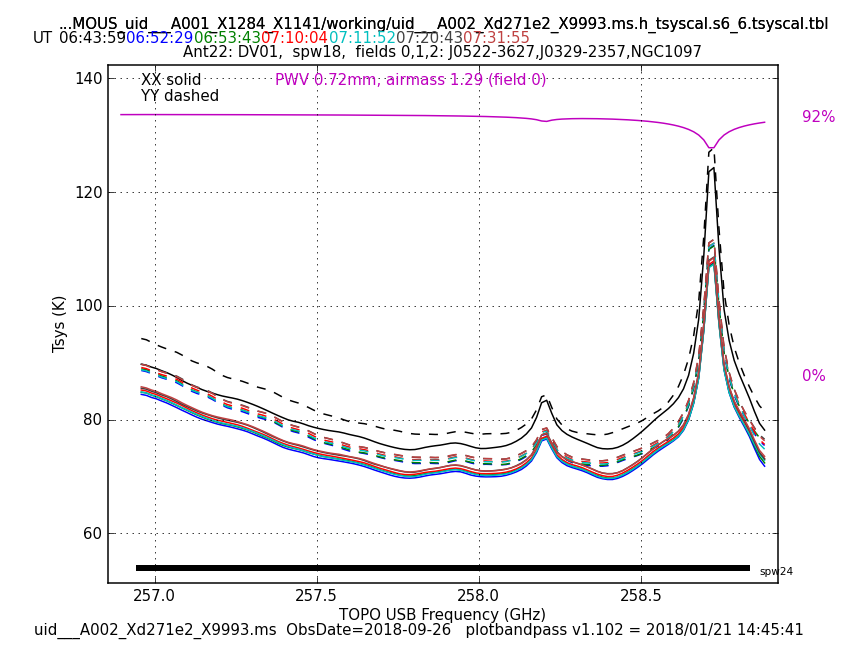 ...MOUS_uid___A001_X1284_X1141/working/uid___A002_Xd271e2_X9993.ms.h_tsyscal.s6_6.tsyscal.tbl
UT 06:43:59 06:52:29 06:53:43 07:10:04 07:11:52 07:20:43 07:31:55
Ant22: DV01,  spw18,  fields 0,1,2: J0522-3627,J0329-2357,NGC1097
XX solid
PWV 0.72mm, airmass 1.29 (field 0)
YY dashed
92%
0%
140
120
100
80
60
Tsys (K)
spw24
257.0 257.5 258.0 258.5
TOPO USB Frequency (GHz)
uid___A002_Xd271e2_X9993.ms  ObsDate=2018-09-26   plotbandpass v1.102 = 2018/01/21 14:45:41